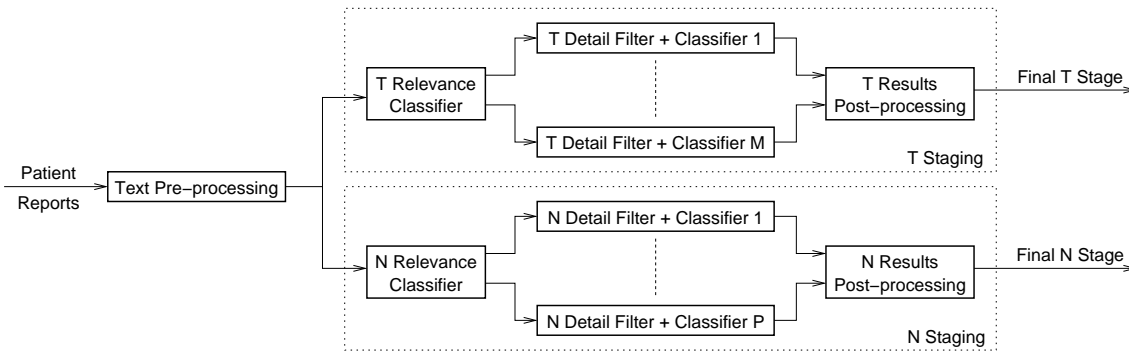 Patient
Reports
Text Pre−processing
T Relevance
Classifier
T Detail Filter + Classifier 1
T Detail Filter + Classifier M
T Results
Post−processing
Final T Stage
T Staging
N Relevance
Classifier
N Detail Filter + Classifier 1
N Detail Filter + Classifier P
N Results
Post−processing
Final N Stage
N Staging